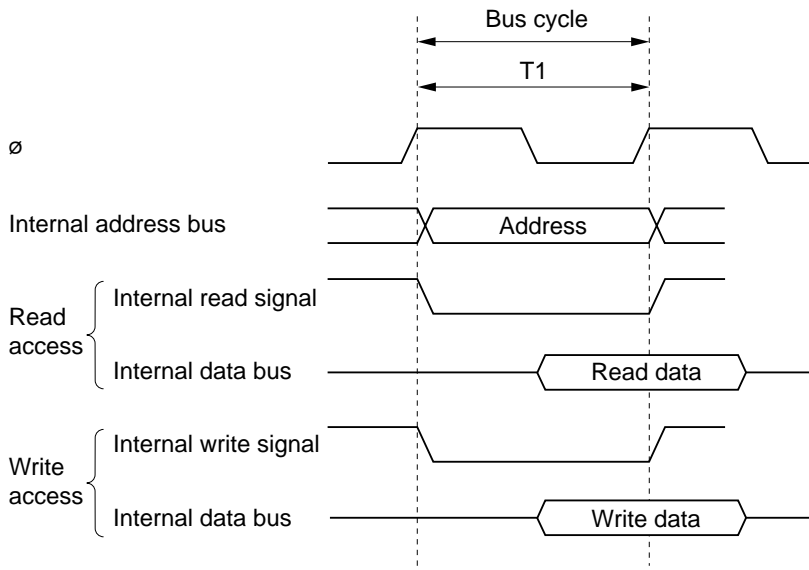 Bus cycle
T1
ø
Internal address bus
Address
Read
access
Internal read signal
Internal data bus
Read data
Write
access
Internal write signal
Internal data bus
Write data